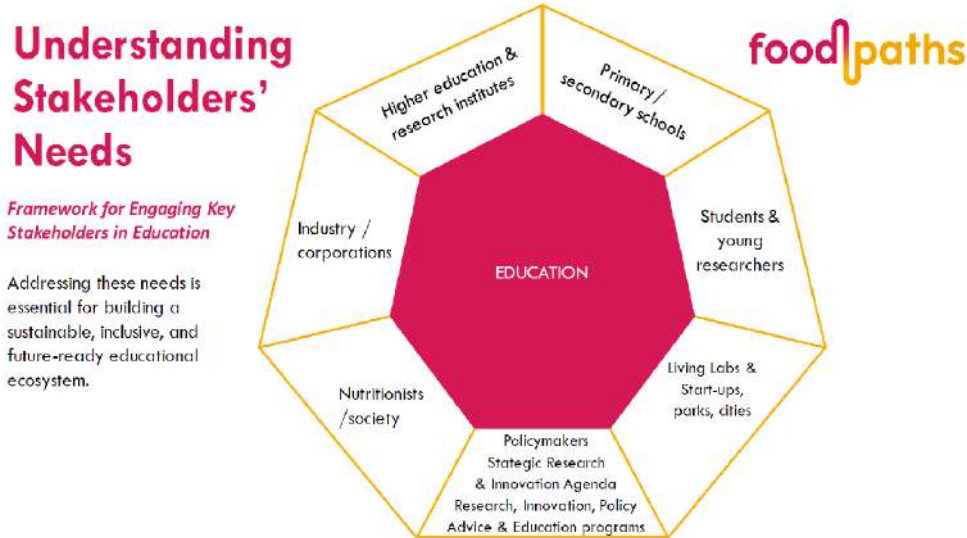 Understanding
Stakeholders'
Needs
Framework for Engaging Key
Stakeholders in Education
Addressing these needs is
essential for building a
sustainable, inclusive, and
future-ready educational
ecosystem.
foodpaths
Higher education &
research institutes
Primary/
secondary schools
Industry /
corporations
Students &
young
researchers
EDUCATION
Nutritionists
/society
Living Labs &
Start-ups,
parks, cities
Policymakers
Stategic Research
& Innovation Agenda
Research, Innovation, Policy
Advice & Education programs